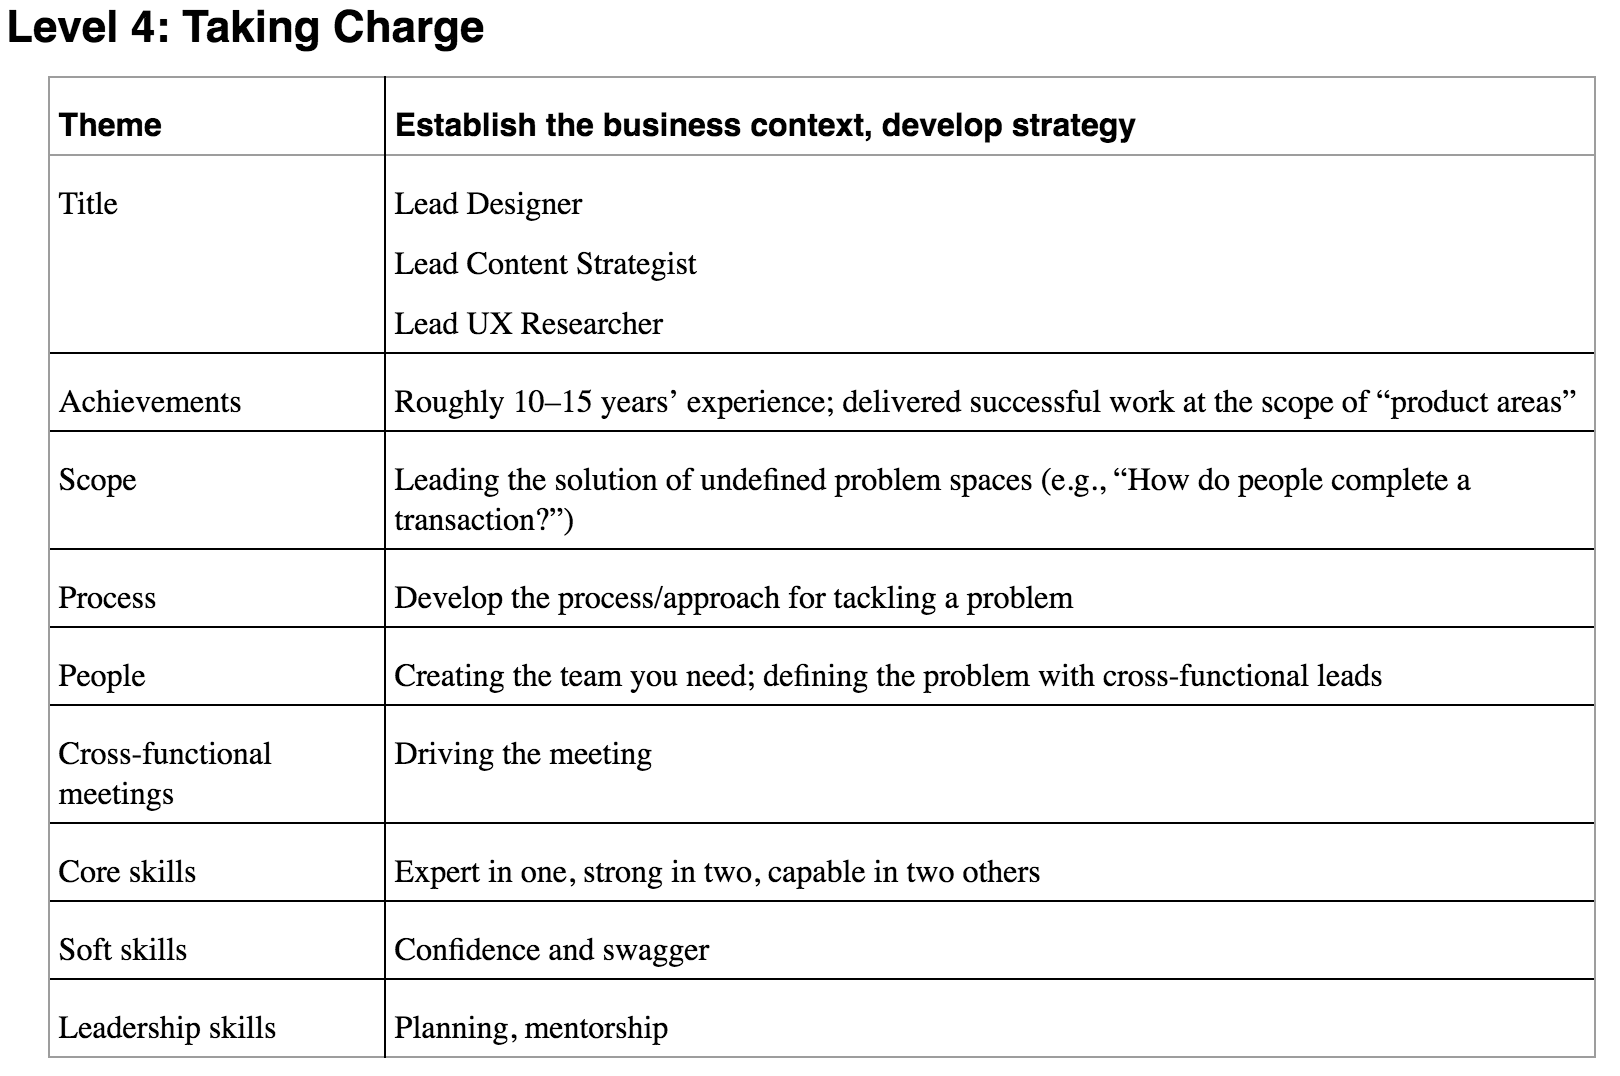 Level 4: Taking Charge
Theme
Establish the business context, develop strategy
Title
Lead Designer
Lead Content Strategist
Lead UX Researcher
Achievements
Roughly 10–15 years’ experience; delivered successful work at the scope of “product areas”
Scope
Leading the solution of undefined problem spaces (e.g., “How do people complete a
transaction?”)
Process
Develop the process/approach for tackling a problem
People
Creating the team you need; defining the problem with cross-functional leads
Cross-functional
meetings
Driving the meeting
Core skills
Expert in one, strong in two, capable in two others
Soft skills
Confidence and swagger
Leadership skills
Planning, mentorship